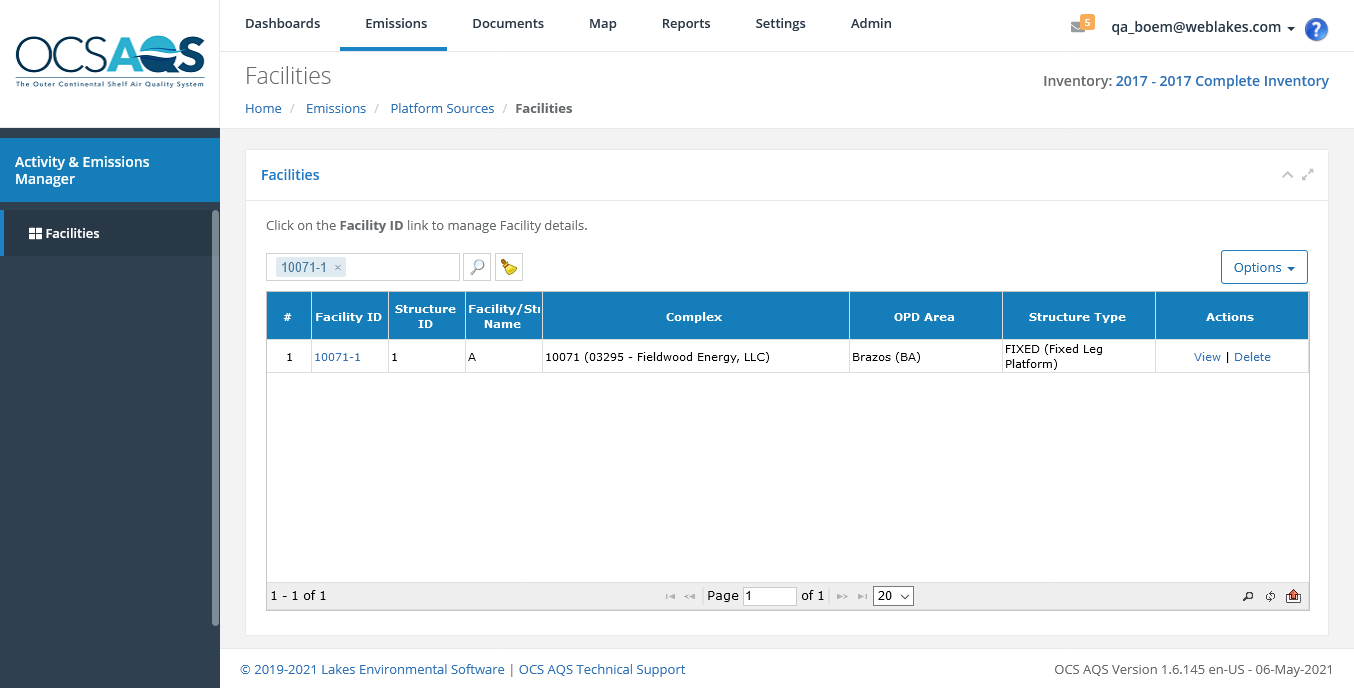 OCSAQS
The Outer Continental Shelf Air Quality System
Dashboards Emissions Documents Map Reports Settings Admin
5
qa_boem@weblakes.com
?
Facilities
Inventory: 2017 - 2017 Complete Inventory
Home / Emissions / Platform Sources / Facilities
Activity & Emissions
Manager
Facilities
Facilities
Click on the Facility ID link to manage Facility details.
10071-1 ×
Options
# Facility ID Structure ID Facility/Stru Name Complex OPD Area Structure Type Actions
1 10071-1 1 A 10071 (03295 - Fieldwood Energy, LLC) Brazos (BA) FIXED (Fixed Leg Platform) View | Delete
1 - 1 of 1
Page 1 of 1
20
© 2019-2021 Lakes Environmental Software | OCS AQS Technical Support
OCS AQS Version 1.6.145 en-US - 06-May-2021